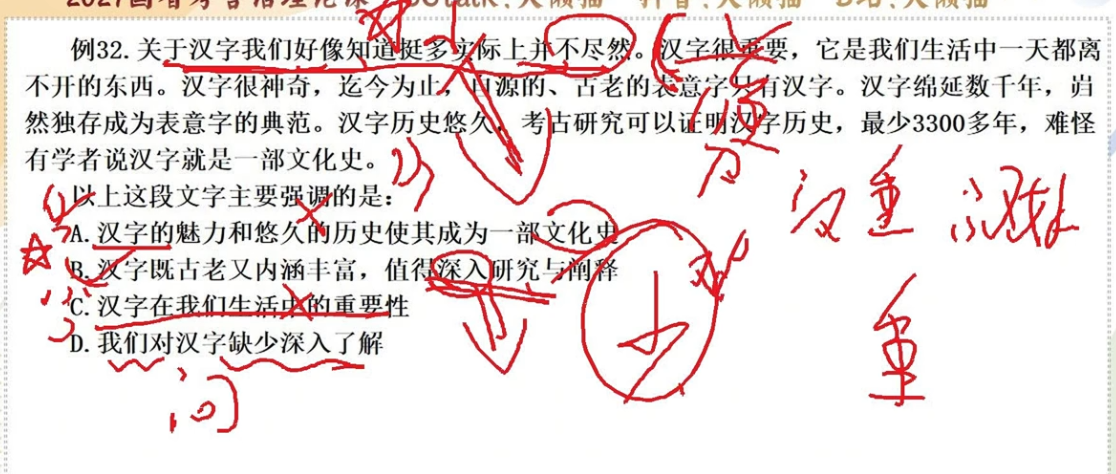 例32.关于汉字我们好像知道挺多实际上并不尽然。汉字很重要，它是我们生活中一天都离
不开的东西。汉字很神奇，迄今为止，自源的、古老的表意字只有汉字。汉字绵延数千年，岿
然独存成为表意字的典范。汉字历史悠久，考古研究可以证明汉字历史，最少3300多年，难怪
有学者说汉字就是一部文化史。
以上这段文字主要强调的是：
A.汉字的魅力和悠久的历史使其成为一部文化史
B.汉字既古老又内涵丰富，值得深入研究与阐释
C.汉字在我们生活中的重要性
D.我们对汉字缺少深入了解
汉 重
重
问